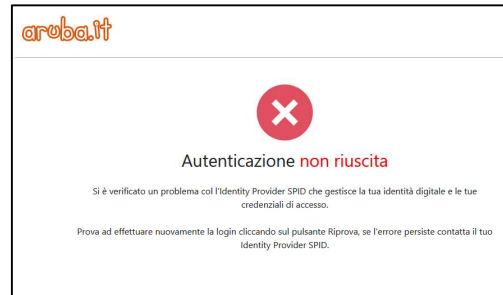 aruba.it
Autenticazione non riuscita
Si è verificato un problema col l'Identity Provider SPID che gestisce la tua identità digitale e le tue
credenziali di accesso.
Prova ad effettuare nuovamente la login cliccando sul pulsante Riprova, se l'errore persiste contatta il tuo
Identity Provider SPID.